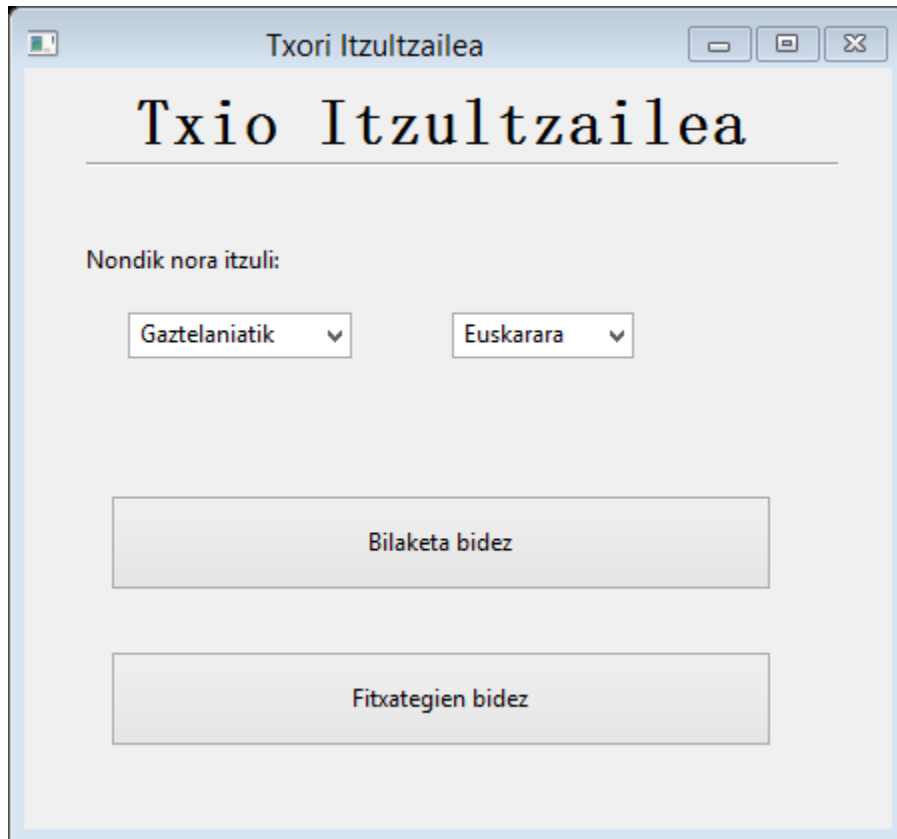 Txori Itzultzailea
Txio Itzultzailea
Nondik nora itzuli:
Gaztelaniatik Euskarara
Bilaketa bidez
Fitxategien bidez